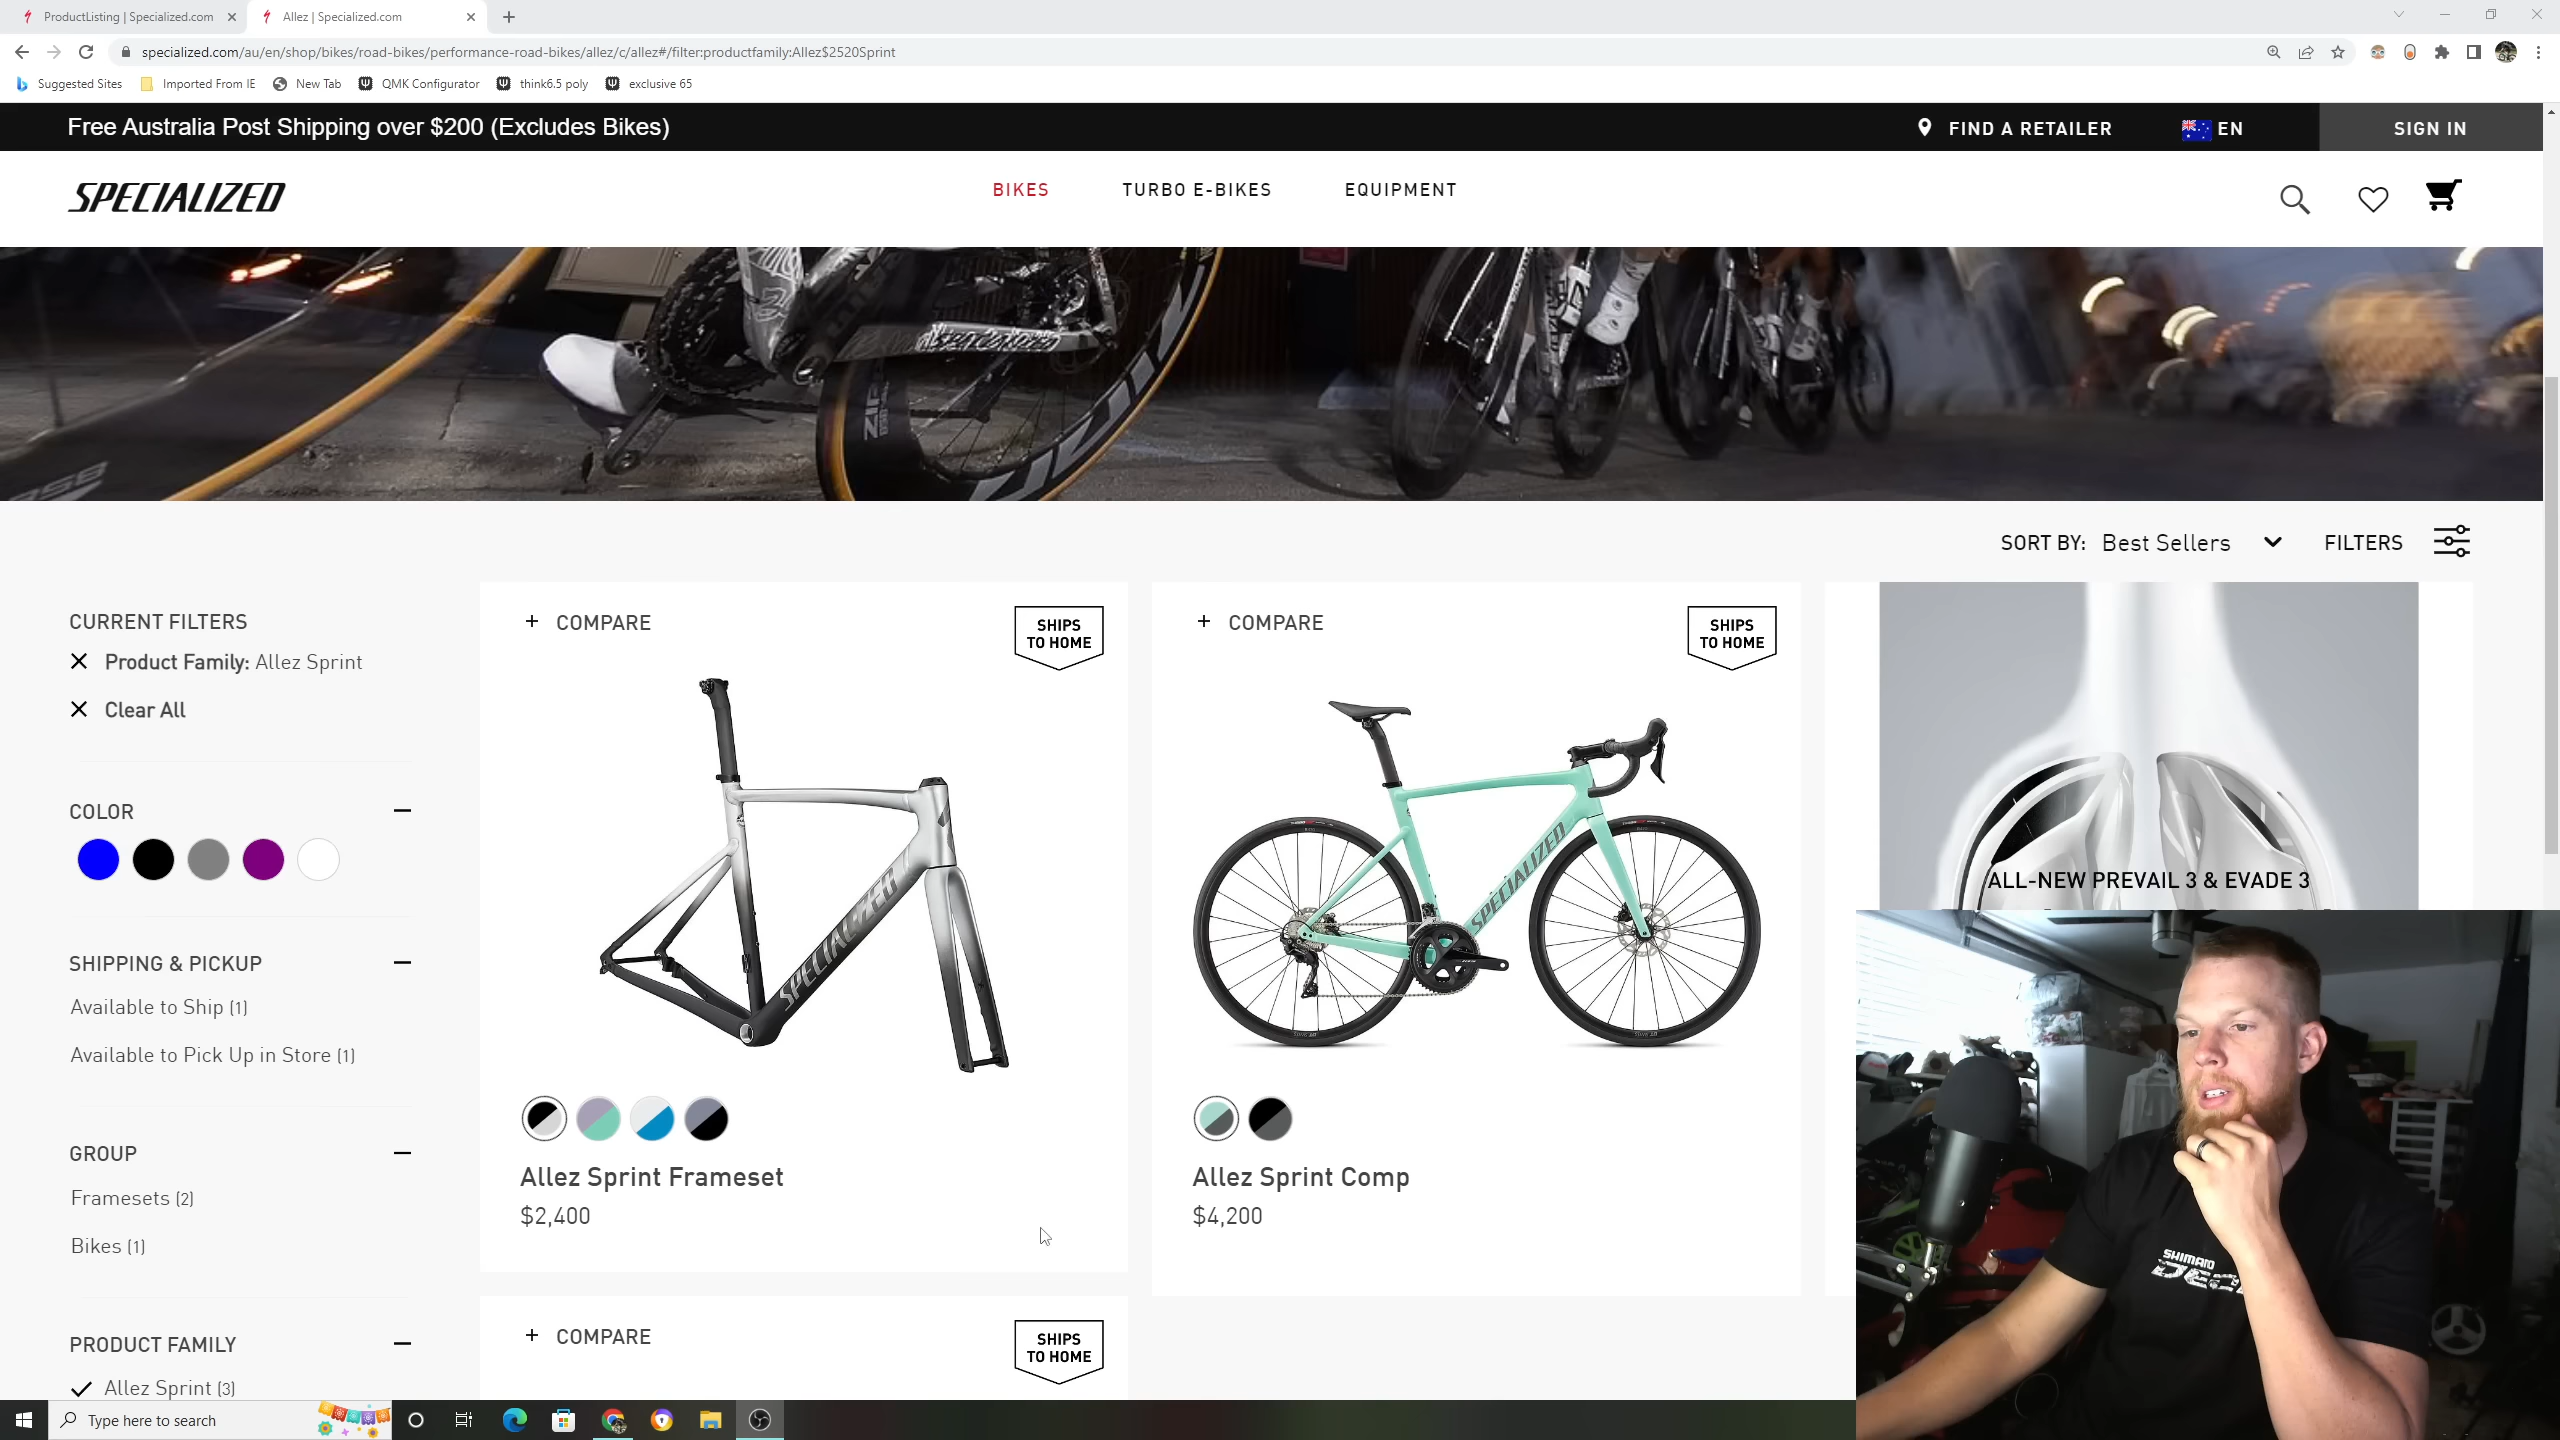 ProductListing | Specialized.com
Allez | Specialized.com
specialized.com/au/en/shop/bikes/road-bikes/performance-road-bikes/allez/c/allez#/filter:productfamily:Allez$2520Sprint
Suggested Sites
Imported From IE
New Tab
QMK Configurator
think6.5 poly
exclusive 65
Free Australia Post Shipping over $200 (Excludes Bikes)
FIND A RETAILER
EN
SIGN IN
SPECIALIZED
BIKES
TURBO E-BIKES
EQUIPMENT
SPECIALIZED
ZIPP
858
SORT BY: Best Sellers
FILTERS
CURRENT FILTERS
Product Family: Allez Sprint
Clear All
COLOR
SHIPPING & PICKUP
Available to Ship (1)
Available to Pick Up in Store (1)
GROUP
Framesets (2)
Bikes (1)
PRODUCT FAMILY
Allez Sprint (3)
+ COMPARE
SHIPS
TO HOME
SPECIALIZED
Allez Sprint Frameset
$2,400
+ COMPARE
SHIPS
TO HOME
SPECIALIZED
Allez Sprint Comp
$4,200
ALL-NEW PREVAIL 3 & EVADE 3
+ COMPARE
SHIPS
TO HOME
SHIMANO
Type here to search